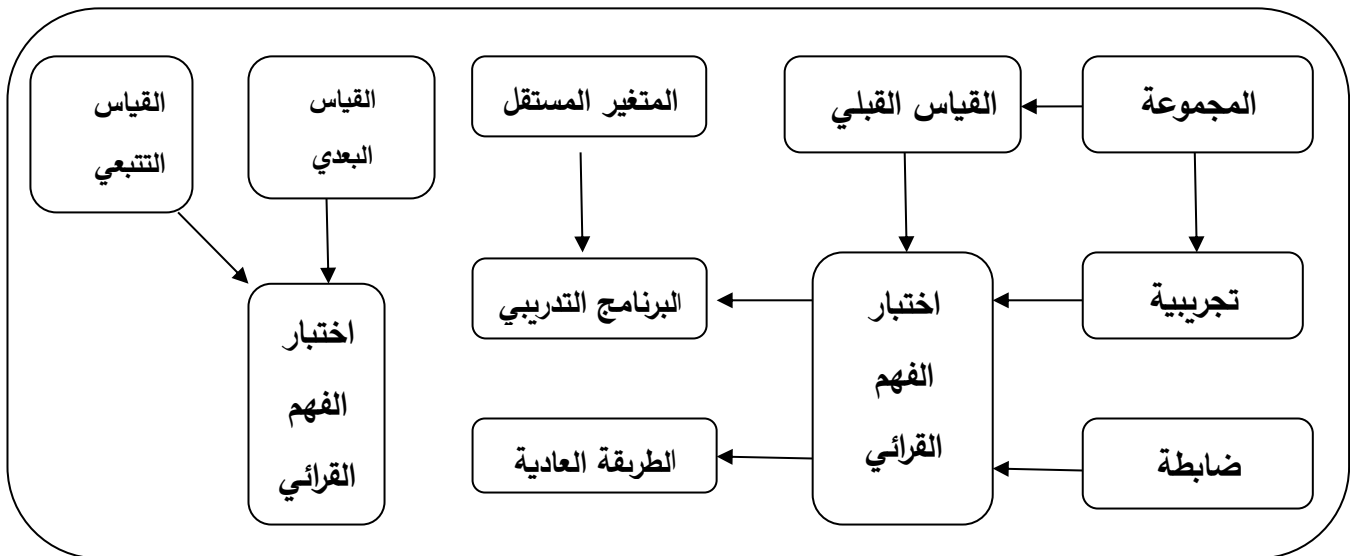 المجموعة
القياس القبلي
المتغير المستقل
القياس
البعدي
القياس
التتبعي
تجريبية
اختبار
الفهم
القرائي
البرنامج التدريبي
اختبار
الفهم
القرائي
ضابطة
الطريقة العادية